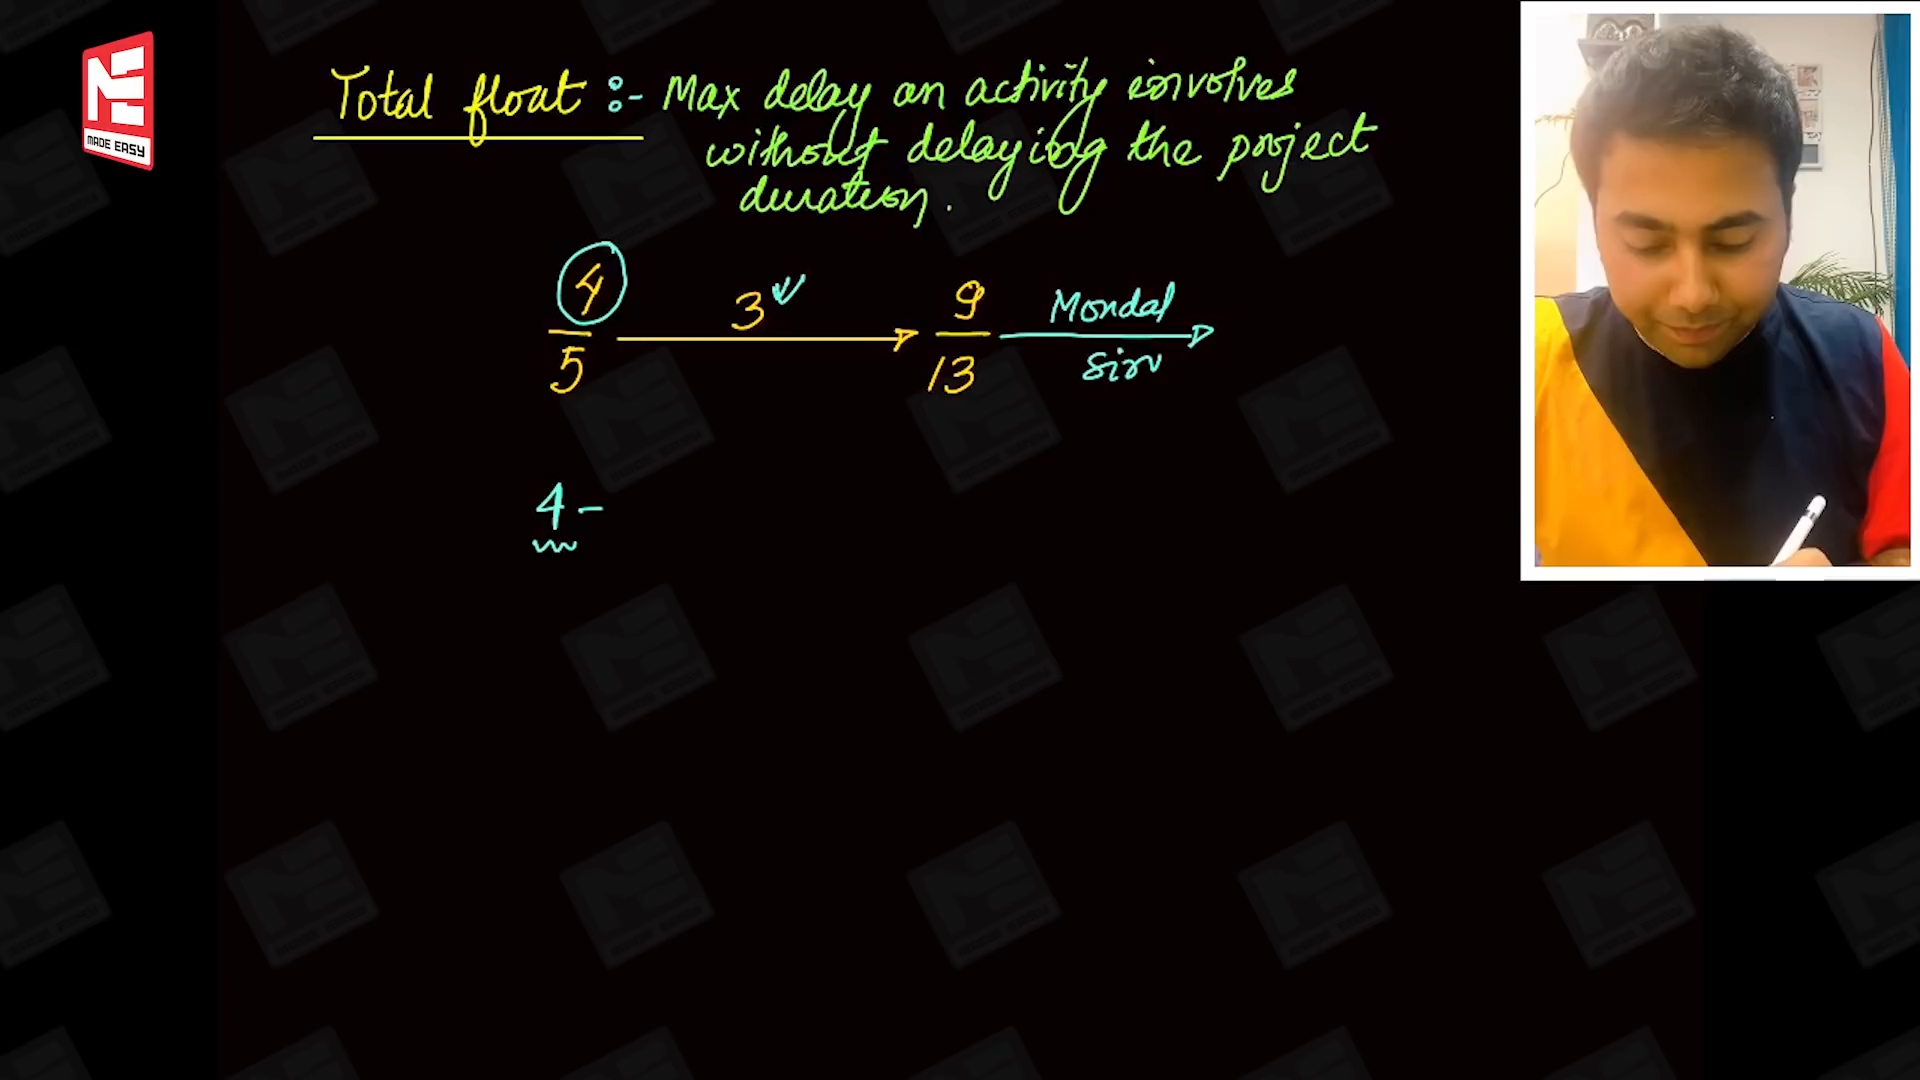 ME
MADE EASY
Total float :- Max delay an activity involves
without delaying the project
duration.
4 3 9 Mondal
5 13 Sir
4 -